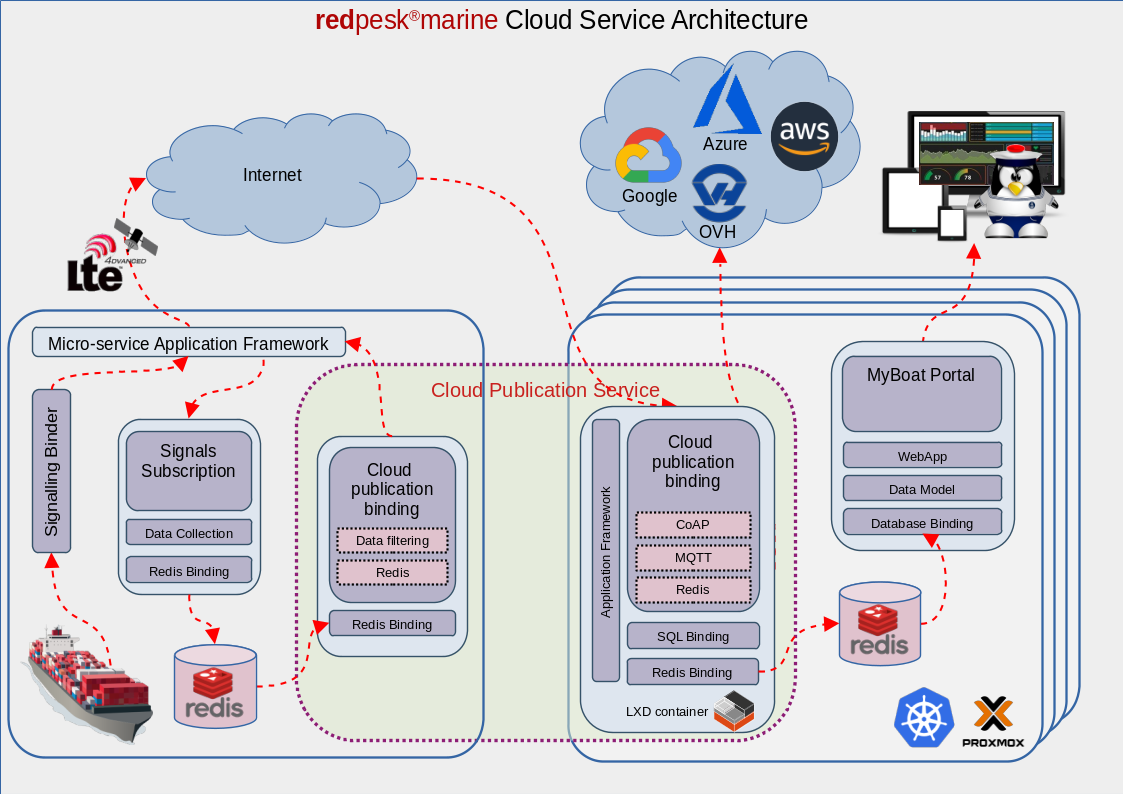 redpesk®marine Cloud Service Architecture
Internet
Azure
aws
Google
OVH
57
78
4DVANCED
Lte
Micro-service Application Framework
Signalling Binder
Signals
Subscription
Data Collection
Redis Binding
redis
Cloud Publication Service
Cloud
publication
binding
Data filtering
Redis
Redis Binding
Application Framework
Cloud
publication
binding
CoAP
MQTT
Redis
SQL Binding
Redis Binding
LXD container
MyBoat Portal
WebApp
Data Model
Database Binding
redis
PROXMOX